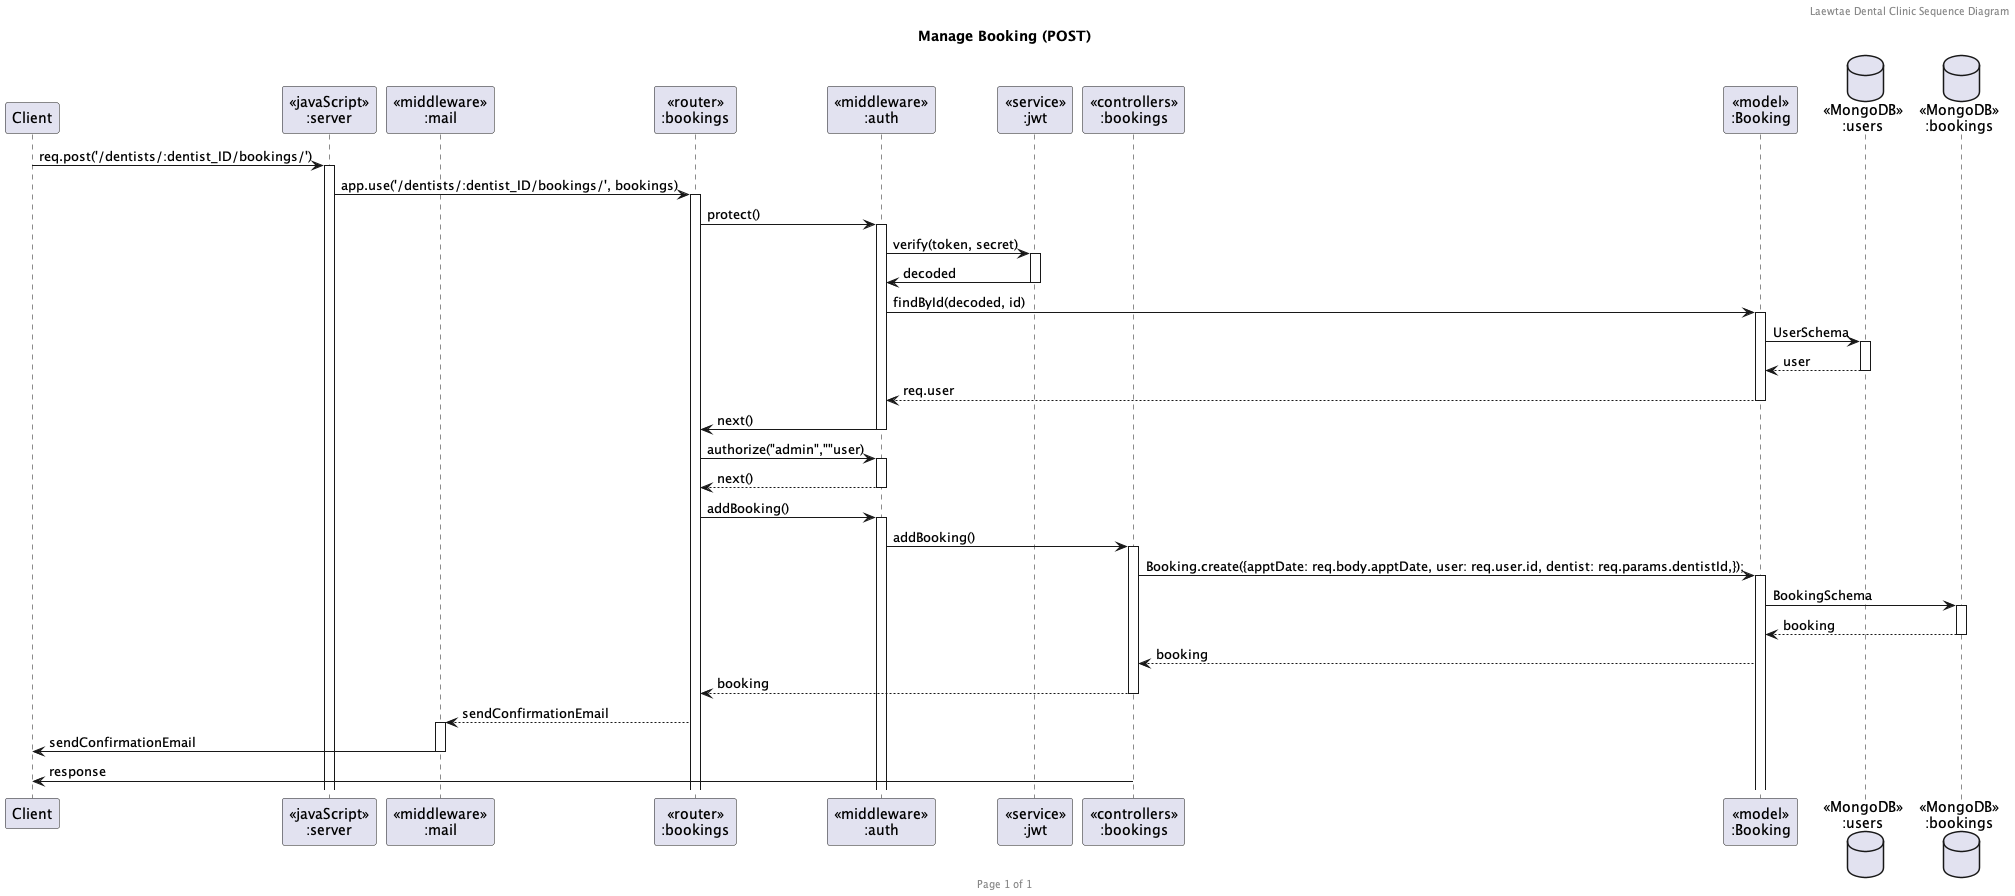 Laewtae Dental Clinic Sequence Diagram
Manage Booking (POST)
Client
«javaScript»
:server
«middleware»
:mail
«router»
:bookings
«middleware»
:auth
«service»
:jwt
«controllers»
:bookings
«model»
:Booking
«MongoDB»
:users
«MongoDB»
:bookings
req.post('/dentists/:dentist_ID/bookings/')
app.use('/dentists/:dentist_ID/bookings/', bookings)
protect()
verify(token, secret)
decoded
findById(decoded, id)
UserSchema
user
req.user
next()
authorize("admin",""user)
next()
addBooking()
addBooking()
Booking.create({apptDate: req.body.apptDate, user: req.user.id, dentist: req.params.dentistId,});
BookingSchema
booking
booking
booking
sendConfirmationEmail
sendConfirmationEmail
response
Client
«javaScript»
:server
«middleware»
:mail
«router»
:bookings
«middleware»
:auth
«service»
:jwt
«controllers»
:bookings
«model»
:Booking
«MongoDB»
:users
«MongoDB»
:bookings
Page 1 of 1